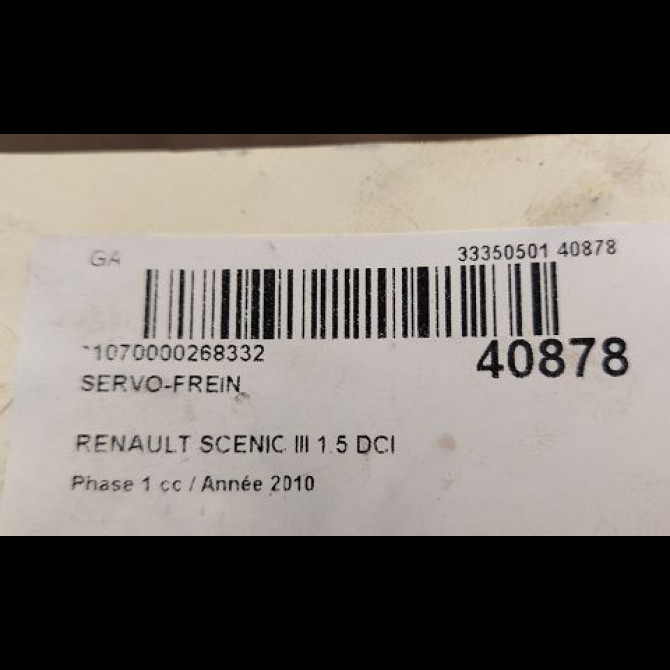 GA 33350501 40878
1070000268332 40878
SERVO-FREIN
RENAULT SCENIC III 1.5 DCI
Phase 1 cc / Année 2010